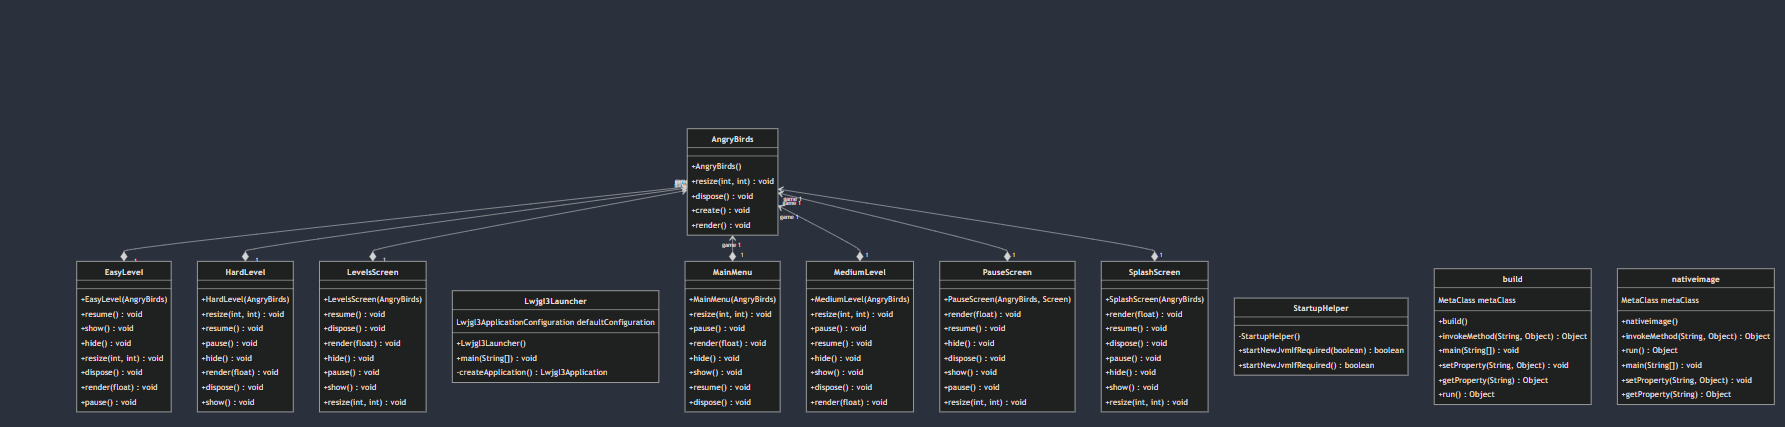 AngryBirds
+AngryBirds()
+resize(int, int) : void
+dispose() : void
+create() : void
+render() : void
game 1
game 1
game 1
game 1
1
1
1
1
1
1
EasyLevel
+EasyLevel(AngryBirds)
+resume() : void
+show() : void
+hide() : void
+resize(int, int) : void
+dispose() : void
+render(float) : void
+pause() : void
HardLevel
+HardLevel(AngryBirds)
+resize(int, int) : void
+resume() : void
+pause() : void
+hide() : void
+render(float) : void
+dispose() : void
+show() : void
LevelsScreen
+LevelsScreen(AngryBirds)
+resume() : void
+dispose() : void
+render(float) : void
+hide() : void
+pause() : void
+show() : void
+resize(int, int) : void
Lwjgl3Launcher
Lwjgl3ApplicationConfiguration defaultConfiguration
+Lwjgl3Launcher()
+main(String[]) : void
-createApplication() : Lwjgl3Application
MainMenu
+MainMenu(AngryBirds)
+resize(int, int) : void
+pause() : void
+render(float) : void
+hide() : void
+show() : void
+resume() : void
+dispose() : void
MediumLevel
+MediumLevel(AngryBirds)
+resize(int, int) : void
+pause() : void
+resume() : void
+hide() : void
+show() : void
+dispose() : void
+render(float) : void
PauseScreen
+PauseScreen(AngryBirds, Screen)
+render(float) : void
+resume() : void
+hide() : void
+dispose() : void
+show() : void
+pause() : void
+resize(int, int) : void
SplashScreen
+SplashScreen(AngryBirds)
+render(float) : void
+resume() : void
+dispose() : void
+pause() : void
+hide() : void
+show() : void
+resize(int, int) : void
StartupHelper
-StartupHelper()
+startNewJvmIfRequired(boolean) : boolean
+startNewJvmIfRequired() : boolean
build
MetaClass metaClass
+build()
+invokeMethod(String, Object) : Object
+main(String[]) : void
+setProperty(String, Object) : void
+getProperty(String) : Object
+run() : Object
nativeimage
MetaClass metaClass
+nativeimage()
+invokeMethod(String, Object) : Object
+run() : Object
+main(String[]) : void
+setProperty(String, Object) : void
+getProperty(String) : Object